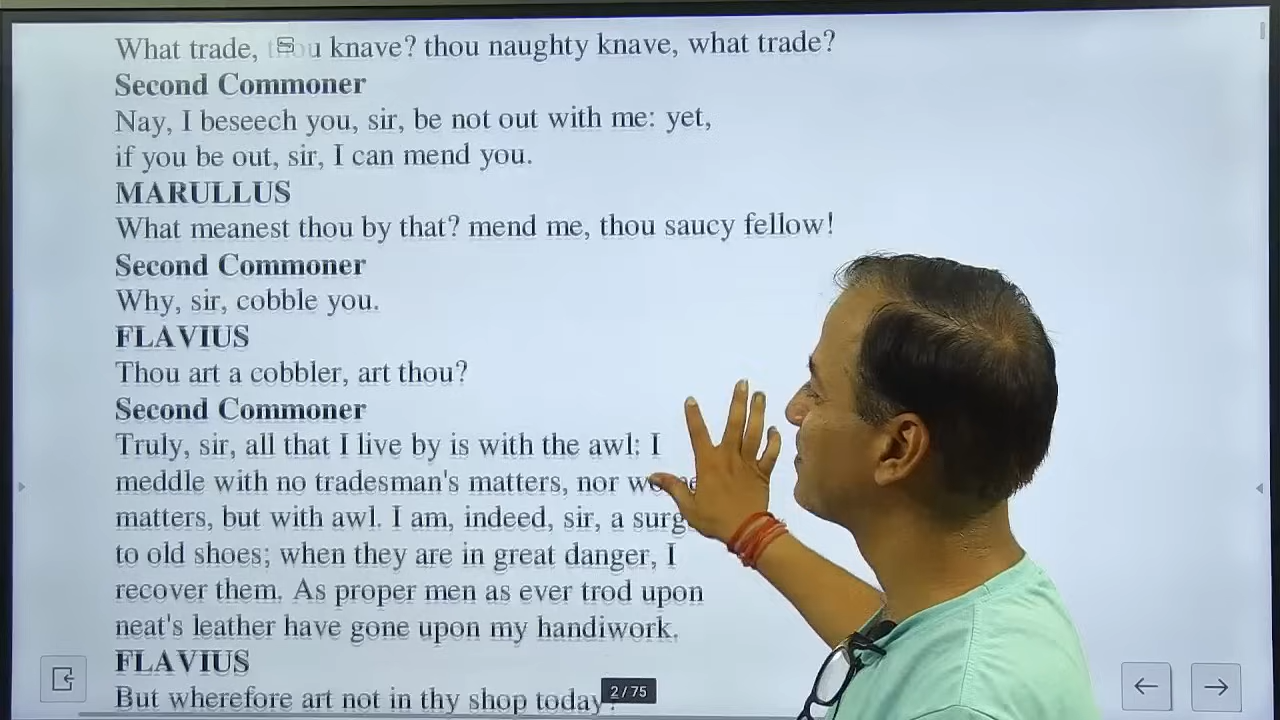 What trade, thou knave? thou naughty knave, what trade?
Second Commoner
Nay, I beseech you, sir, be not out with me: yet,
if you be out, sir, I can mend you.
MARULLUS
What meanest thou by that? mend me, thou saucy fellow!
Second Commoner
Why, sir, cobble you.
FLAVIUS
Thou art a cobbler, art thou?
Second Commoner
Truly, sir, all that I live by is with the awl: I
meddle with no tradesman's matters, nor
matters, but with awl. I am, indeed, sir, a
to old shoes; when they are in great danger, I
recover them. As proper men as ever trod upon
neat's leather have gone upon my handiwork.
FLAVIUS
But wherefore art not in thy shop today?
2 / 75